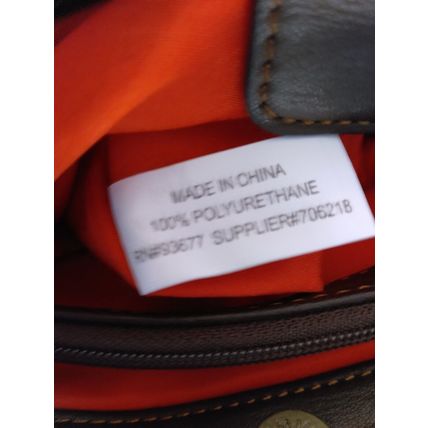 MADE IN CHINA
100% POLYURETHANE
RN#93677 SUPPLIER#706218